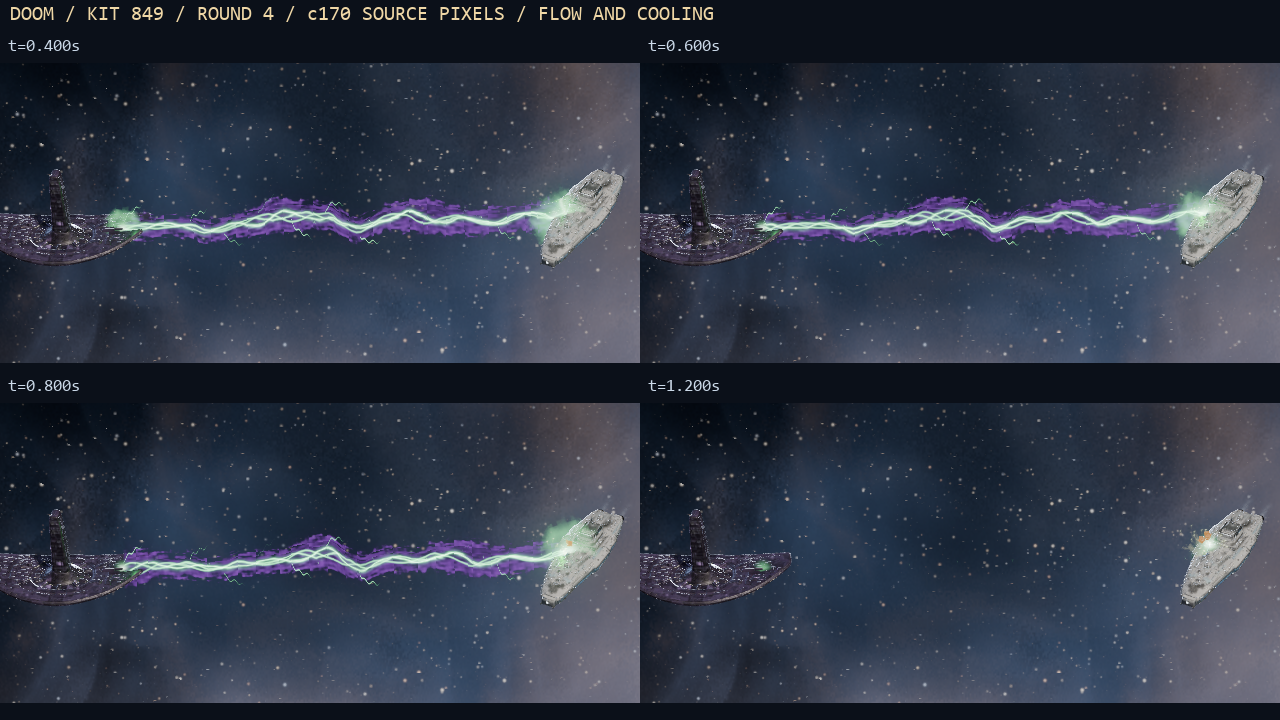 DOOM / KIT 849 / ROUND 4 / c170 SOURCE PIXELS / FLOW AND COOLING
t=0.400s
t=0.600s
t=0.800s
t=1.200s